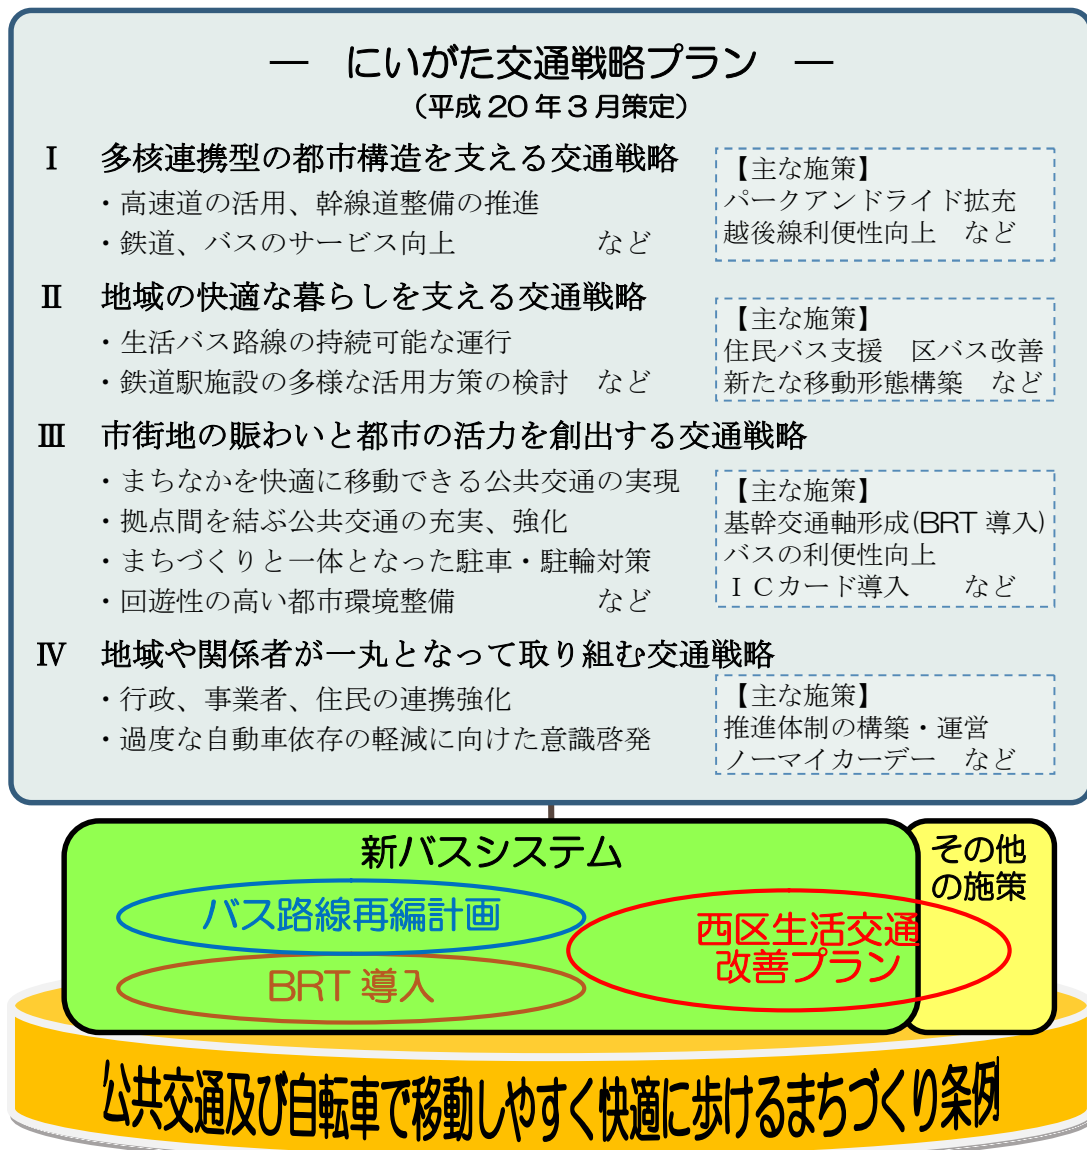 ― にいがた交通戦略プラン ―
（平成 20 年 3 月策定）
Ⅰ 多核連携型の都市構造を支える交通戦略
・高速道の活用、幹線道整備の推進
・鉄道、バスのサービス向上 など
【主な施策】
パークアンドライド拡充
越後線利便性向上 など
Ⅱ 地域の快適な暮らしを支える交通戦略
・生活バス路線の持続可能な運行
・鉄道駅施設の多様な活用方策の検討 など
【主な施策】
住民バス支援 区バス改善
新たな移動形態構築 など
Ⅲ 市街地の賑わいと都市の活力を創出する交通戦略
・まちなかを快適に移動できる公共交通の実現
・拠点間を結ぶ公共交通の充実、強化
・まちづくりと一体となった駐車・駐輪対策
・回遊性の高い都市環境整備 など
【主な施策】
基幹交通軸形成(BRT 導入)
バスの利便性向上
ＩＣカード導入 など
Ⅳ 地域や関係者が一丸となって取り組む交通戦略
・行政、事業者、住民の連携強化
・過度な自動車依存の軽減に向けた意識啓発
【主な施策】
推進体制の構築・運営
ノーマイカーデー など
新バスシステム
バス路線再編計画
BRT 導入
西区生活交通
改善プラン
その他
の施策
公共交通及び自転車で移動しやすく快適に歩けるまちづくり条例